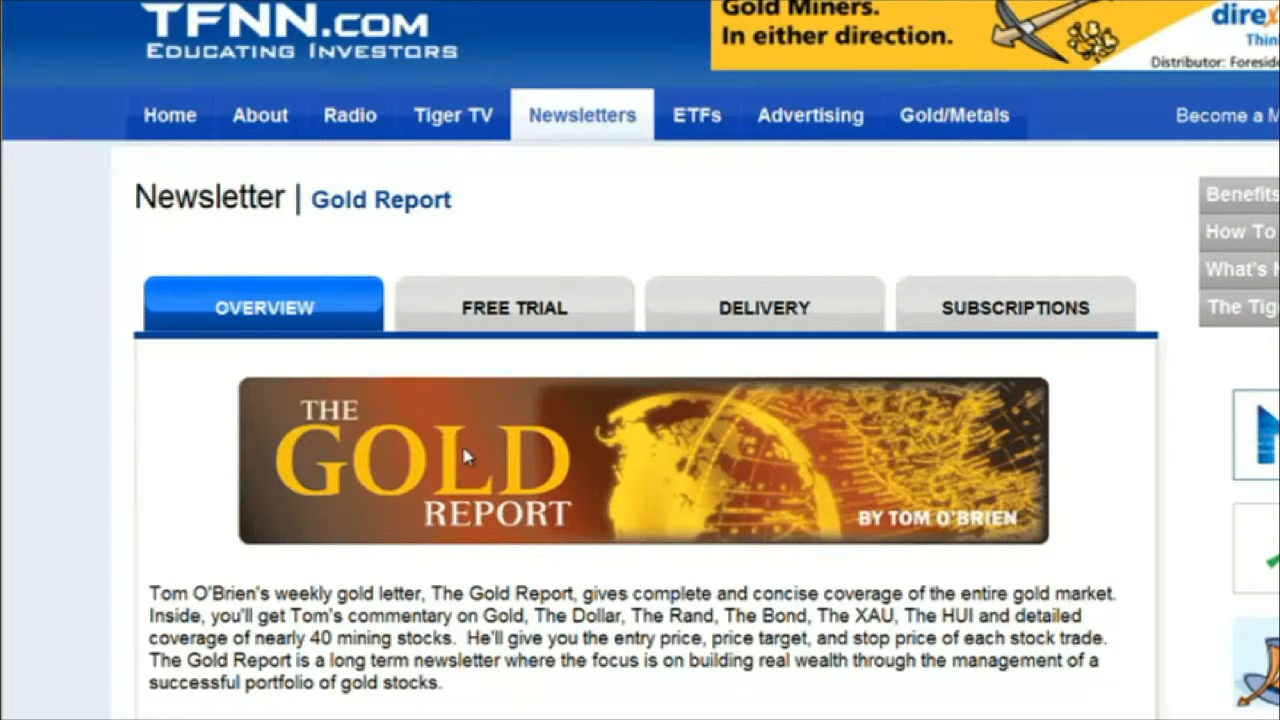 TFNN.COM
EDUCATING INVESTORS
Gold Miners.
In either direction.
Distributor:
Home About Radio Tiger TV Newsletters ETFs Advertising Gold/Metals Become a
Newsletter | Gold Report
Benefits
How To
What's
The
OVERVIEW FREE TRIAL DELIVERY SUBSCRIPTIONS
THE
GOLD
REPORT
BY TOM O'BRIEN
Tom O'Brien's weekly gold letter, The Gold Report, gives complete and concise coverage of the entire gold market.
Inside, you'll get Tom's commentary on Gold, The Dollar, The Rand, The Bond, The XAU, The HUI and detailed
coverage of nearly 40 mining stocks. He'll give you the entry price, price target, and stop price of each stock trade.
The Gold Report is a long term newsletter where the focus is on building real wealth through the management of a
successful portfolio of gold stocks.